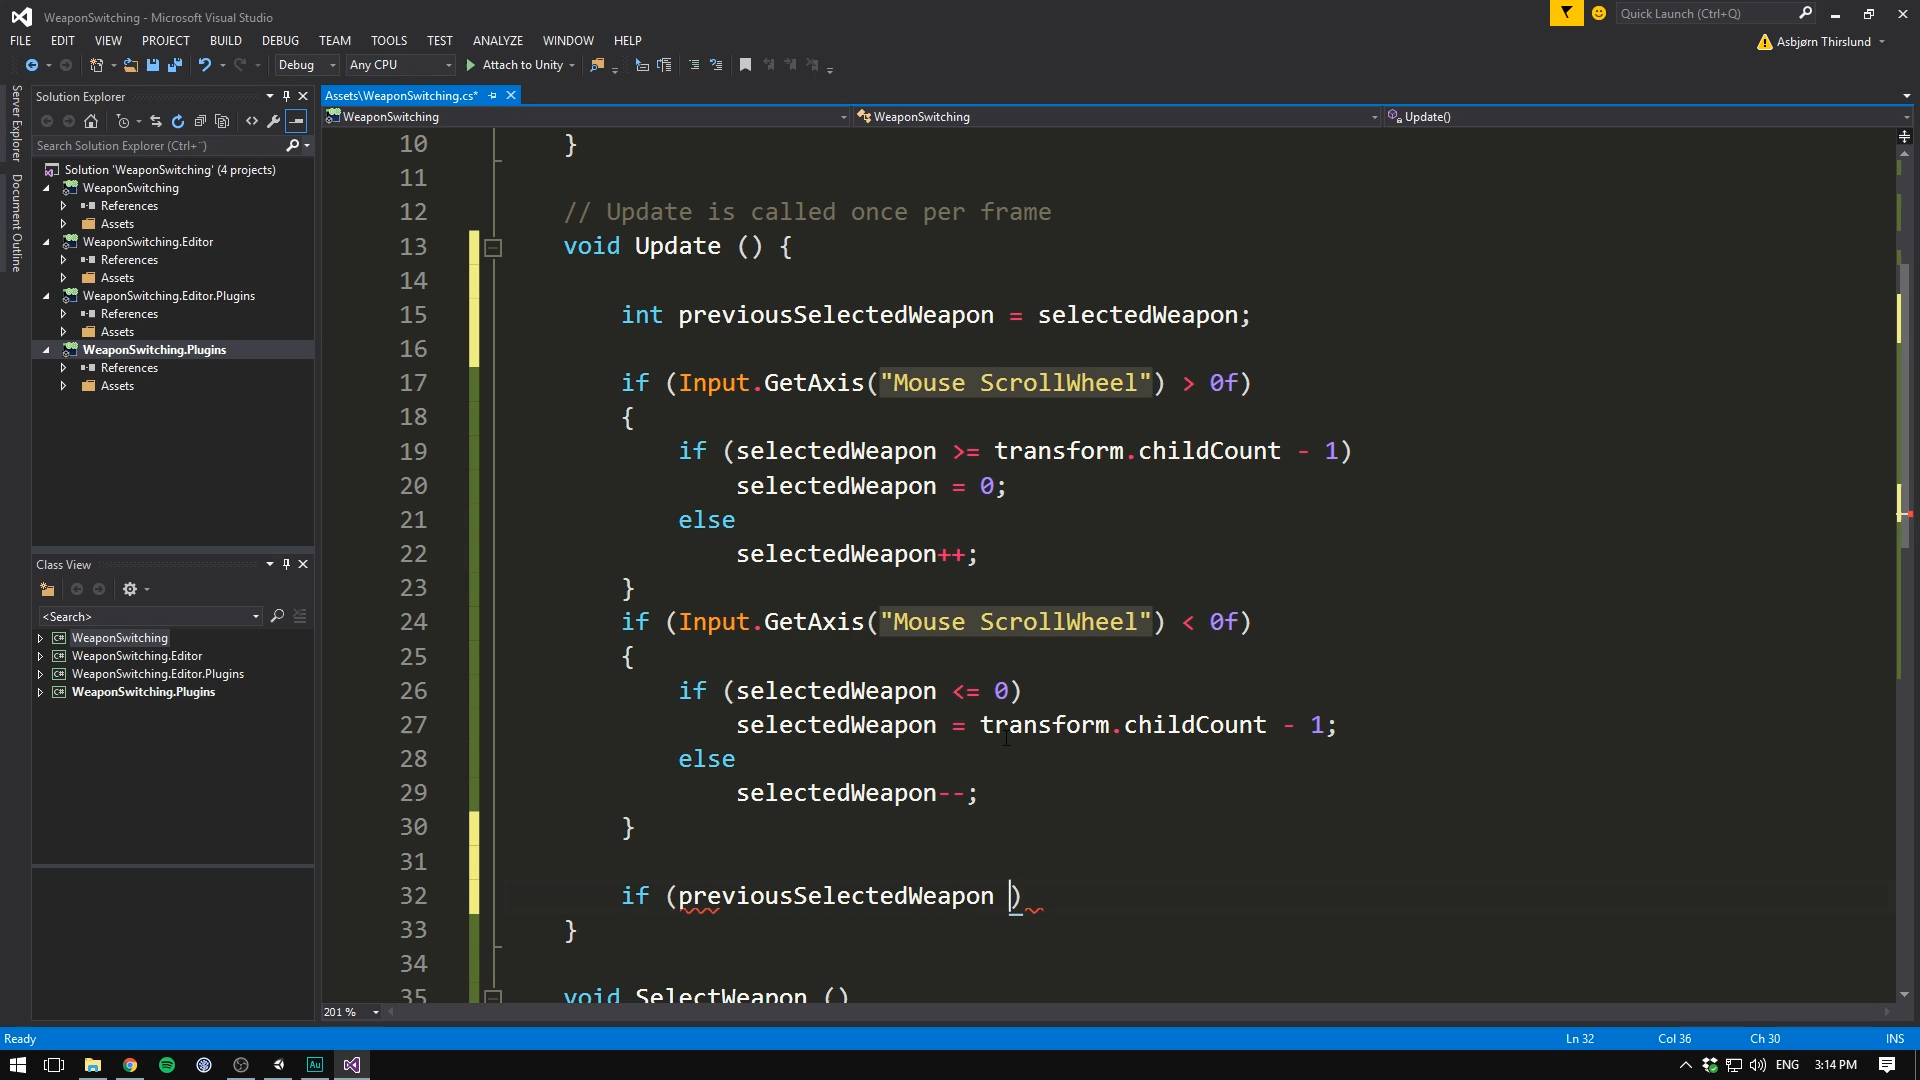 WeaponSwitching - Microsoft Visual Studio
Quick Launch (Ctrl+Q)
FILE EDIT VIEW PROJECT BUILD DEBUG TEAM TOOLS TEST ANALYZE WINDOW HELP
Asbjørn Thirslund
Debug Any CPU Attach to Unity
Server Explorer
Document Outline
Solution Explorer
Search Solution Explorer (Ctrl+¨)
Solution 'WeaponSwitching' (4 projects)
WeaponSwitching
References
Assets
WeaponSwitching.Editor
References
Assets
WeaponSwitching.Editor.Plugins
References
Assets
WeaponSwitching.Plugins
References
Assets
Class View
<Search>
C# WeaponSwitching
C# WeaponSwitching.Editor
C# WeaponSwitching.Editor.Plugins
C# WeaponSwitching.Plugins
Assets\WeaponSwitching.cs*
WeaponSwitching WeaponSwitching Update()
10 }
11
12 // Update is called once per frame
13 void Update () {
14
15 int previousSelectedWeapon = selectedWeapon;
16
17 if (Input.GetAxis("Mouse ScrollWheel") > 0f)
18 {
19 if (selectedWeapon >= transform.childCount - 1)
20 selectedWeapon = 0;
21 else
22 selectedWeapon++;
23 }
24 if (Input.GetAxis("Mouse ScrollWheel") < 0f)
25 {
26 if (selectedWeapon <= 0)
27 selectedWeapon = transform.childCount - 1;
28 else
29 selectedWeapon--;
30 }
31
32 if (previousSelectedWeapon )
33 }
34
35 void SelectWeapon ()
201 %
Ready Ln 32 Col 36 Ch 30 INS
Au
ENG 3:14 PM